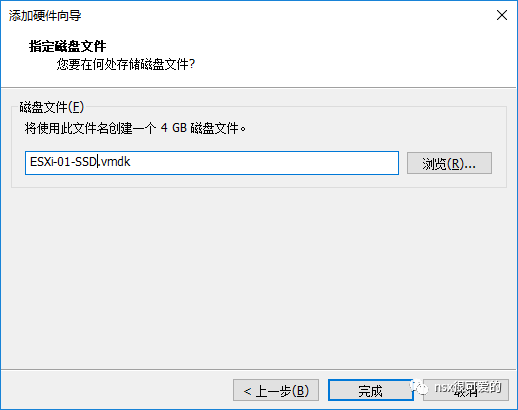 添加硬件向导
指定磁盘文件
您要在何处存储磁盘文件?
磁盘文件(F)
将使用此文件名创建一个 4 GB 磁盘文件。
ESXi-01-SSD.vmdk
浏览(R)...
< 上一步(B)
完成
取消
nsx很可爱的